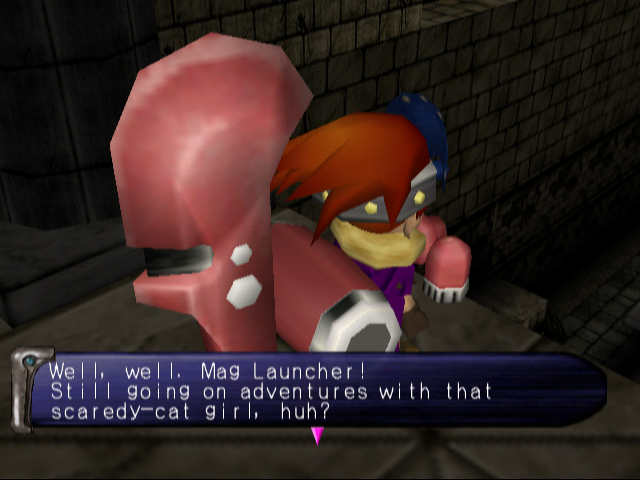 Well, well. Mag Launcher!
Still going on adventures with that
scaredy-cat girl, huh?